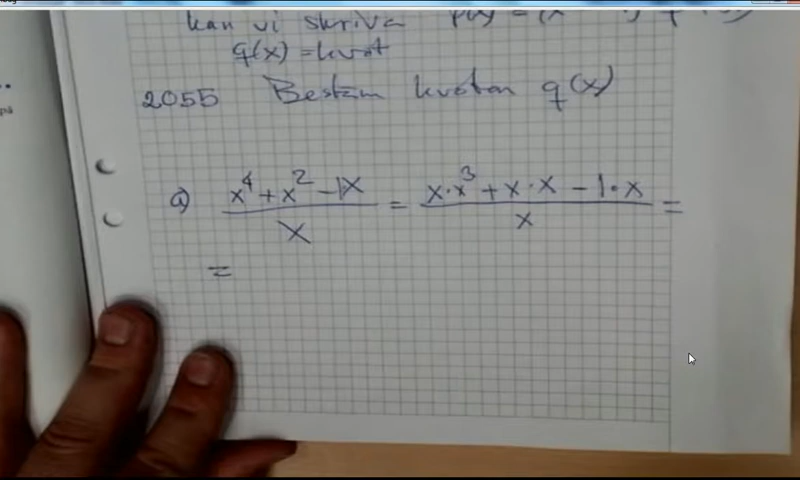 kan vi skriva
q(x) = kvot
2055 Bestäm kvoten q(x)
a) x⁴ + x² - 1x / x = x·x³ + x·x - 1·x / x =
=